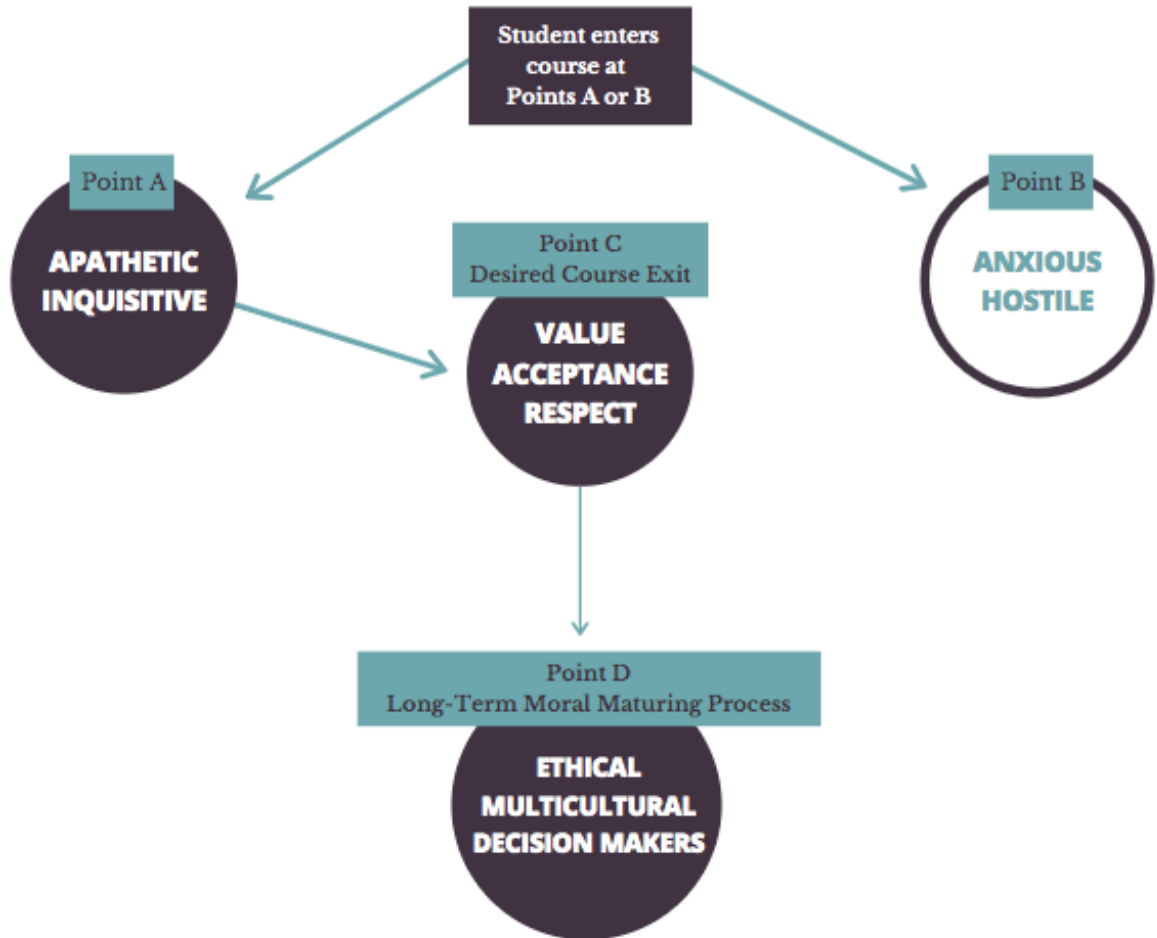 Student enters
course at
Points A or B
Point A
APATHETIC
INQUISITIVE
Point B
ANXIOUS
HOSTILE
Point C
Desired Course Exit
VALUE
ACCEPTANCE
RESPECT
Point D
Long-Term Moral Maturing Process
ETHICAL
MULTICULTURAL
DECISION MAKERS